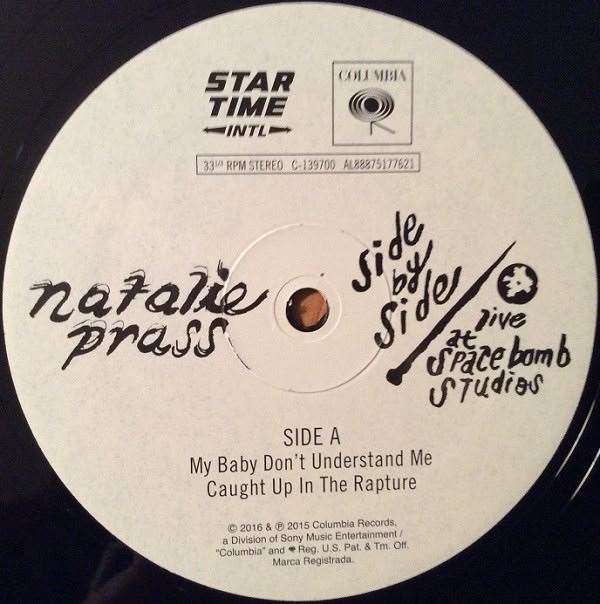 STAR
TIME
INTL
COLUMBIA
33 1/3 RPM STEREO C-139700 AL88875177621
natalie
prass
side
by
side
live
at
spacebomb
studios
SIDE A
My Baby Don't Understand Me
Caught Up In The Rapture
© 2016 & ℗ 2015 Columbia Records,
a Division of Sony Music Entertainment /
"Columbia" and Reg. U.S. Pat. & Tm. Off.
Marca Registrada.